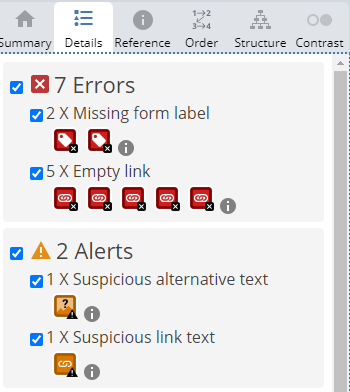 Summary Details Reference Order Structure Contrast
7 Errors
2 X Missing form label
5 X Empty link
2 Alerts
1 X Suspicious alternative text
1 X Suspicious link text